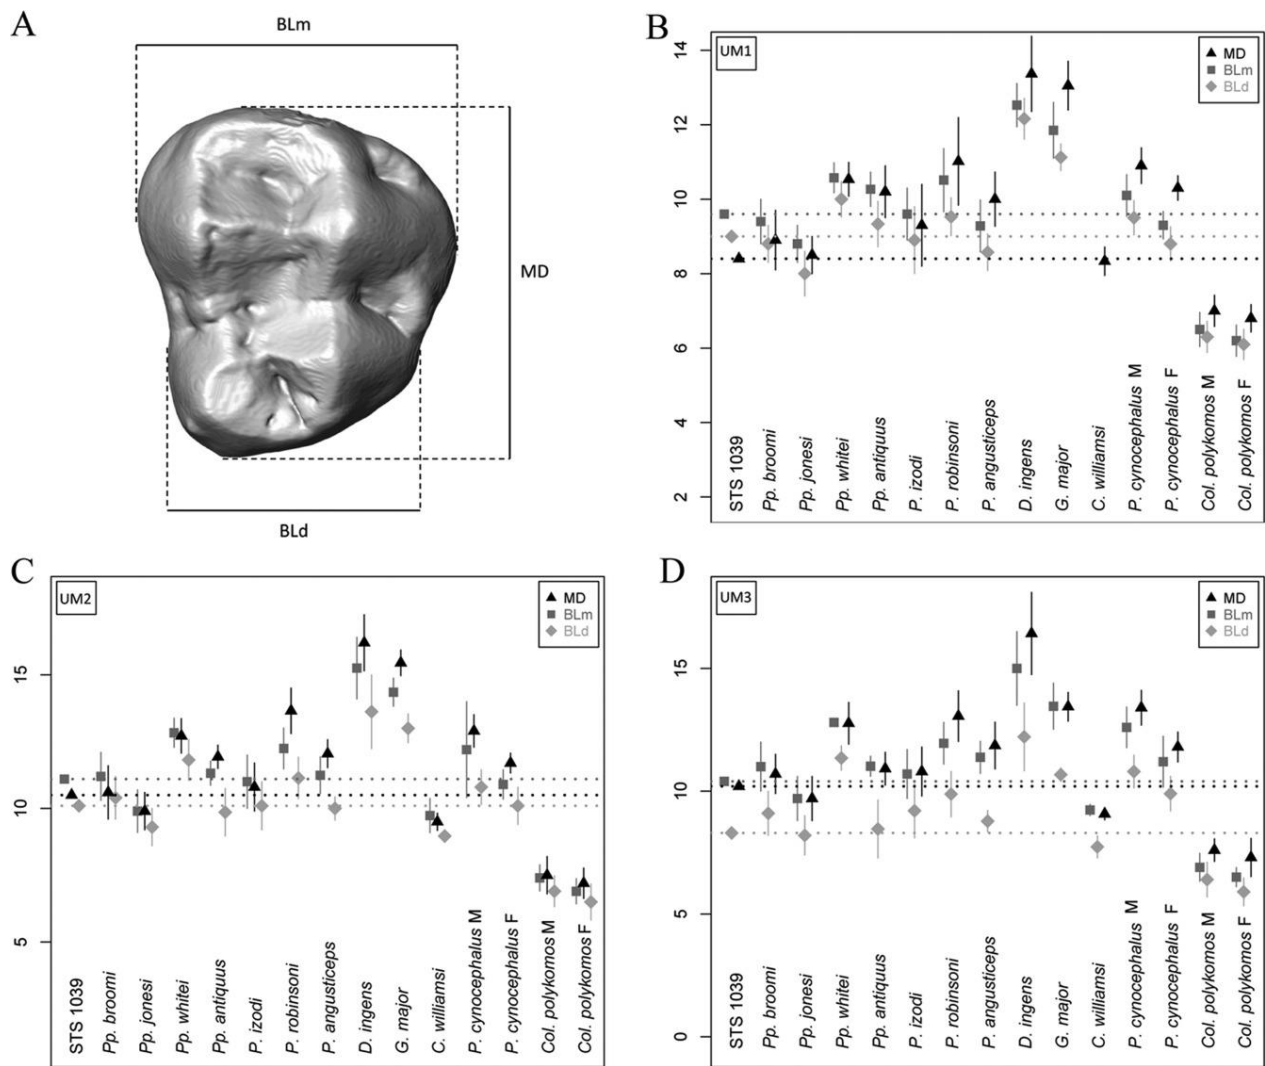 A
BLm
MD
BLd
B
UM1
MD
BLm
BLd
14
12
10
8
6
4
2
STS 1039
Pp. broomi
Pp. jonesi
Pp. whitei
Pp. antiquus
P. izodi
P. robinsoni
P. angusticeps
D. ingens
G. major
C. williamsi
P. cynocephalus M
P. cynocephalus F
Col. polykomos M
Col. polykomos F
C
UM2
MD
BLm
BLd
15
10
5
STS 1039
Pp. broomi
Pp. jonesi
Pp. whitei
Pp. antiquus
P. izodi
P. robinsoni
P. angusticeps
D. ingens
G. major
C. williamsi
P. cynocephalus M
P. cynocephalus F
Col. polykomos M
Col. polykomos F
D
UM3
MD
BLm
BLd
15
10
5
0
STS 1039
Pp. broomi
Pp. jonesi
Pp. whitei
Pp. antiquus
P. izodi
P. robinsoni
P. angusticeps
D. ingens
G. major
C. williamsi
P. cynocephalus M
P. cynocephalus F
Col. polykomos M
Col. polykomos F